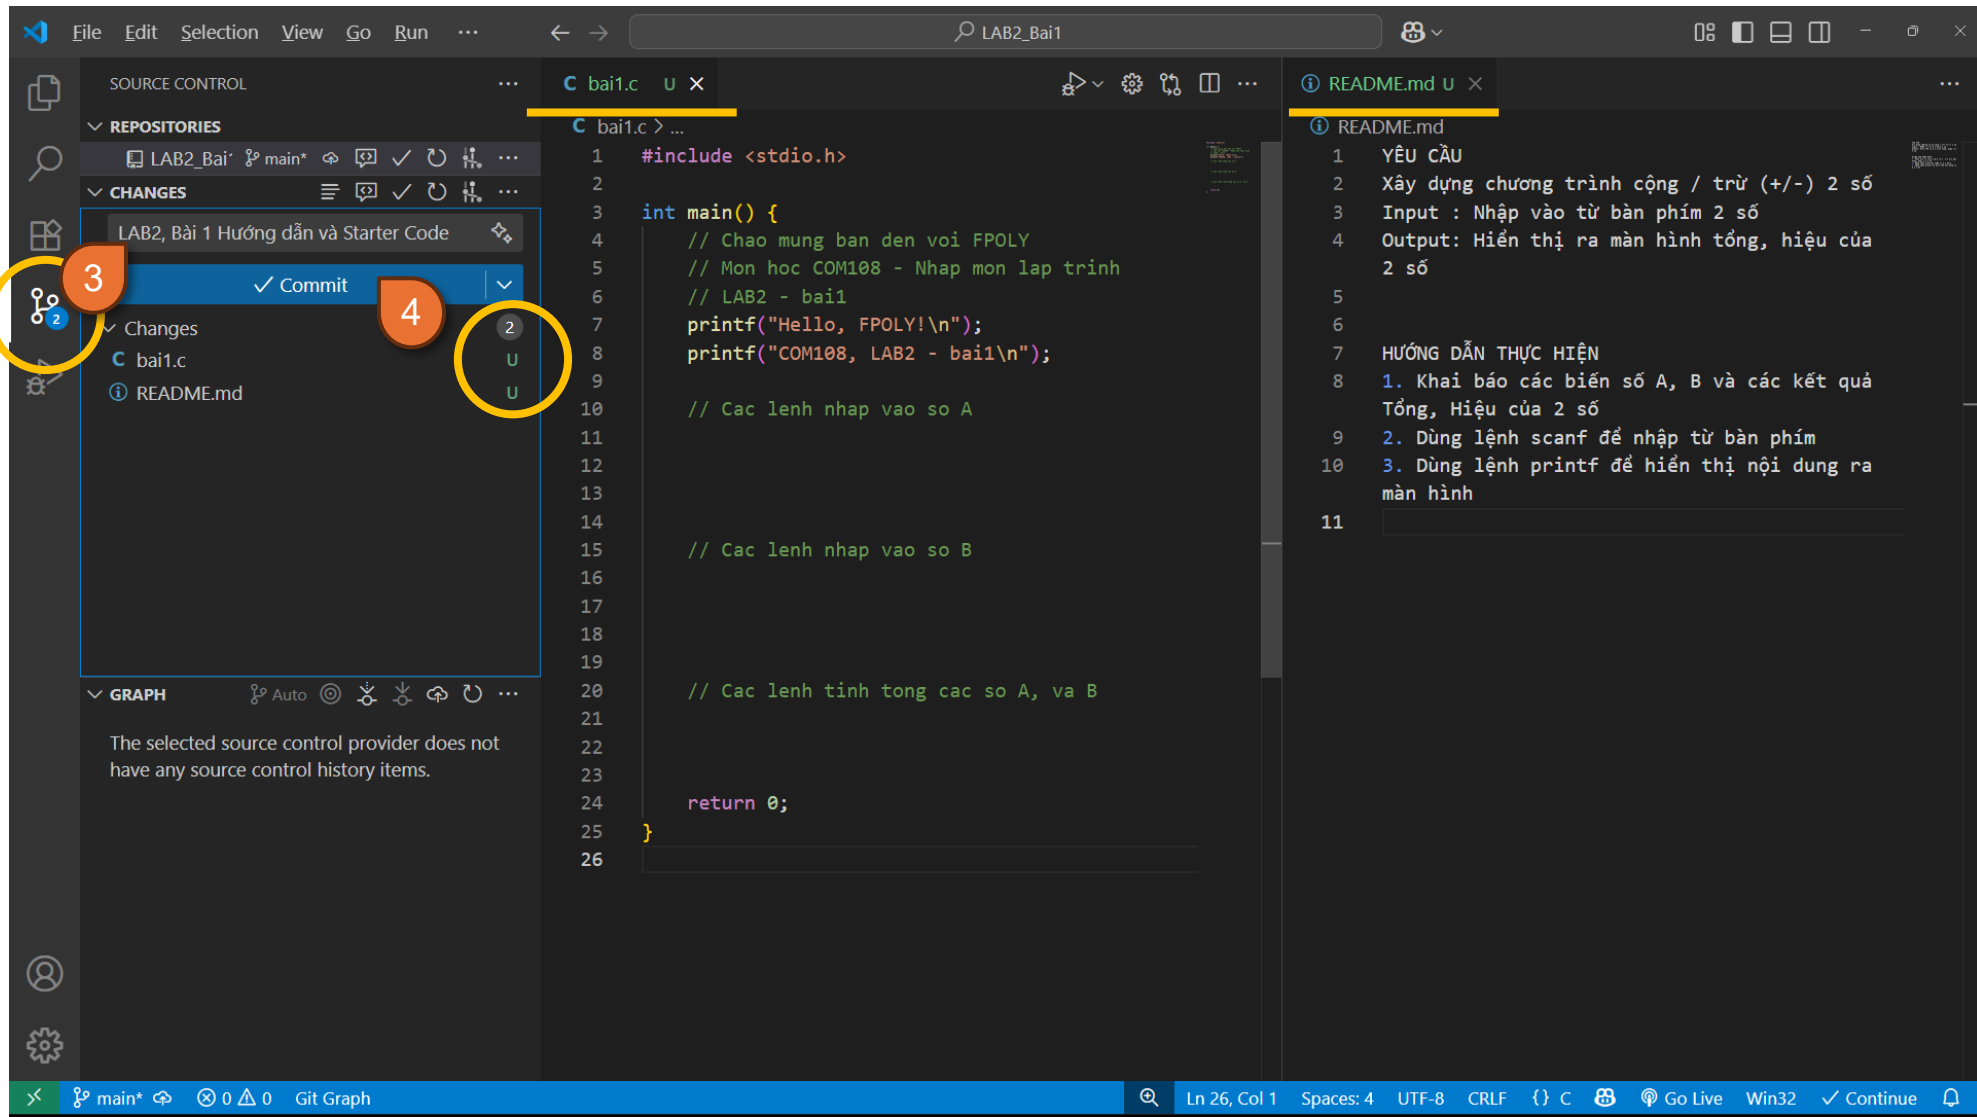 File Edit Selection View Go Run ··· LAB2_Bai1
SOURCE CONTROL ···
REPOSITORIES
LAB2_Bai main* ···
CHANGES ···
LAB2, Bài 1 Hướng dẫn và Starter Code
3
Commit
4
Changes 2
C bai1.c U
README.md U
GRAPH Auto ···
The selected source control provider does not
have any source control history items.
C bai1.c U ···
C bai1.c > ...
1 #include <stdio.h>
2
3 int main() {
4 // Chao mung ban den voi FPOLY
5 // Mon hoc COM108 - Nhap mon lap trinh
6 // LAB2 - bai1
7 printf("Hello, FPOLY!\n");
8 printf("COM108, LAB2 - bai1\n");
9
10 // Cac lenh nhap vao so A
11
12
13
14
15 // Cac lenh nhap vao so B
16
17
18
19
20 // Cac lenh tinh tong cac so A, va B
21
22
23
24 return 0;
25 }
26
README.md U ···
README.md
1 YÊU CẦU
2 Xây dựng chương trình cộng / trừ (+/-) 2 số
3 Input : Nhập vào từ bàn phím 2 số
4 Output: Hiển thị ra màn hình tổng, hiệu của
2 số
5
6
7 HƯỚNG DẪN THỰC HIỆN
8 1. Khai báo các biến số A, B và các kết quả
Tổng, Hiệu của 2 số
9 2. Dùng lệnh scanf để nhập từ bàn phím
10 3. Dùng lệnh printf để hiển thị nội dung ra
màn hình
11
2
main* 0 0 Git Graph Ln 26, Col 1 Spaces: 4 UTF-8 CRLF {} C Go Live Win32 Continue